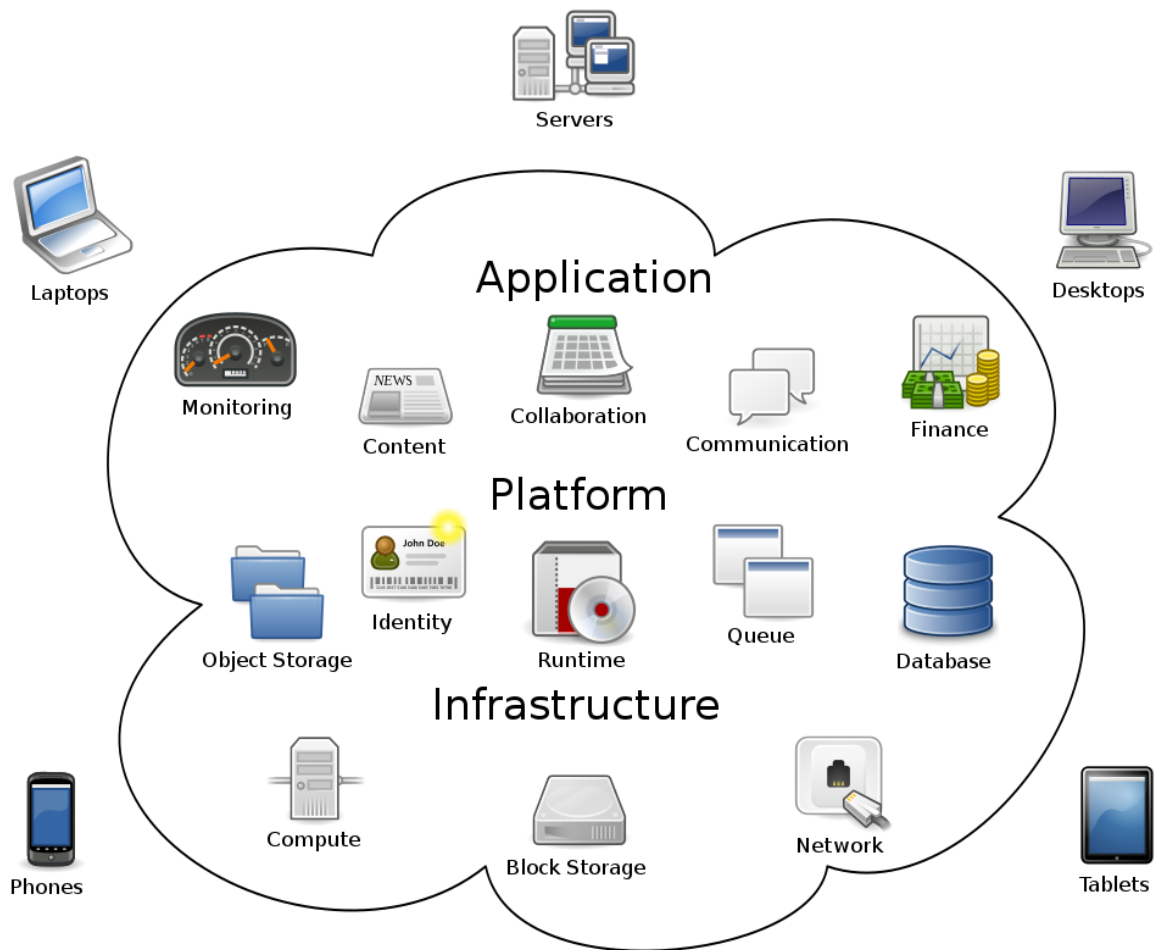 Servers
Laptops
Desktops
Application
Monitoring
NEWS
Content
Collaboration
Communication
Finance
Platform
John Doe
Object Storage
Identity
Runtime
Queue
Database
Infrastructure
Compute
Block Storage
Network
Phones
Tablets